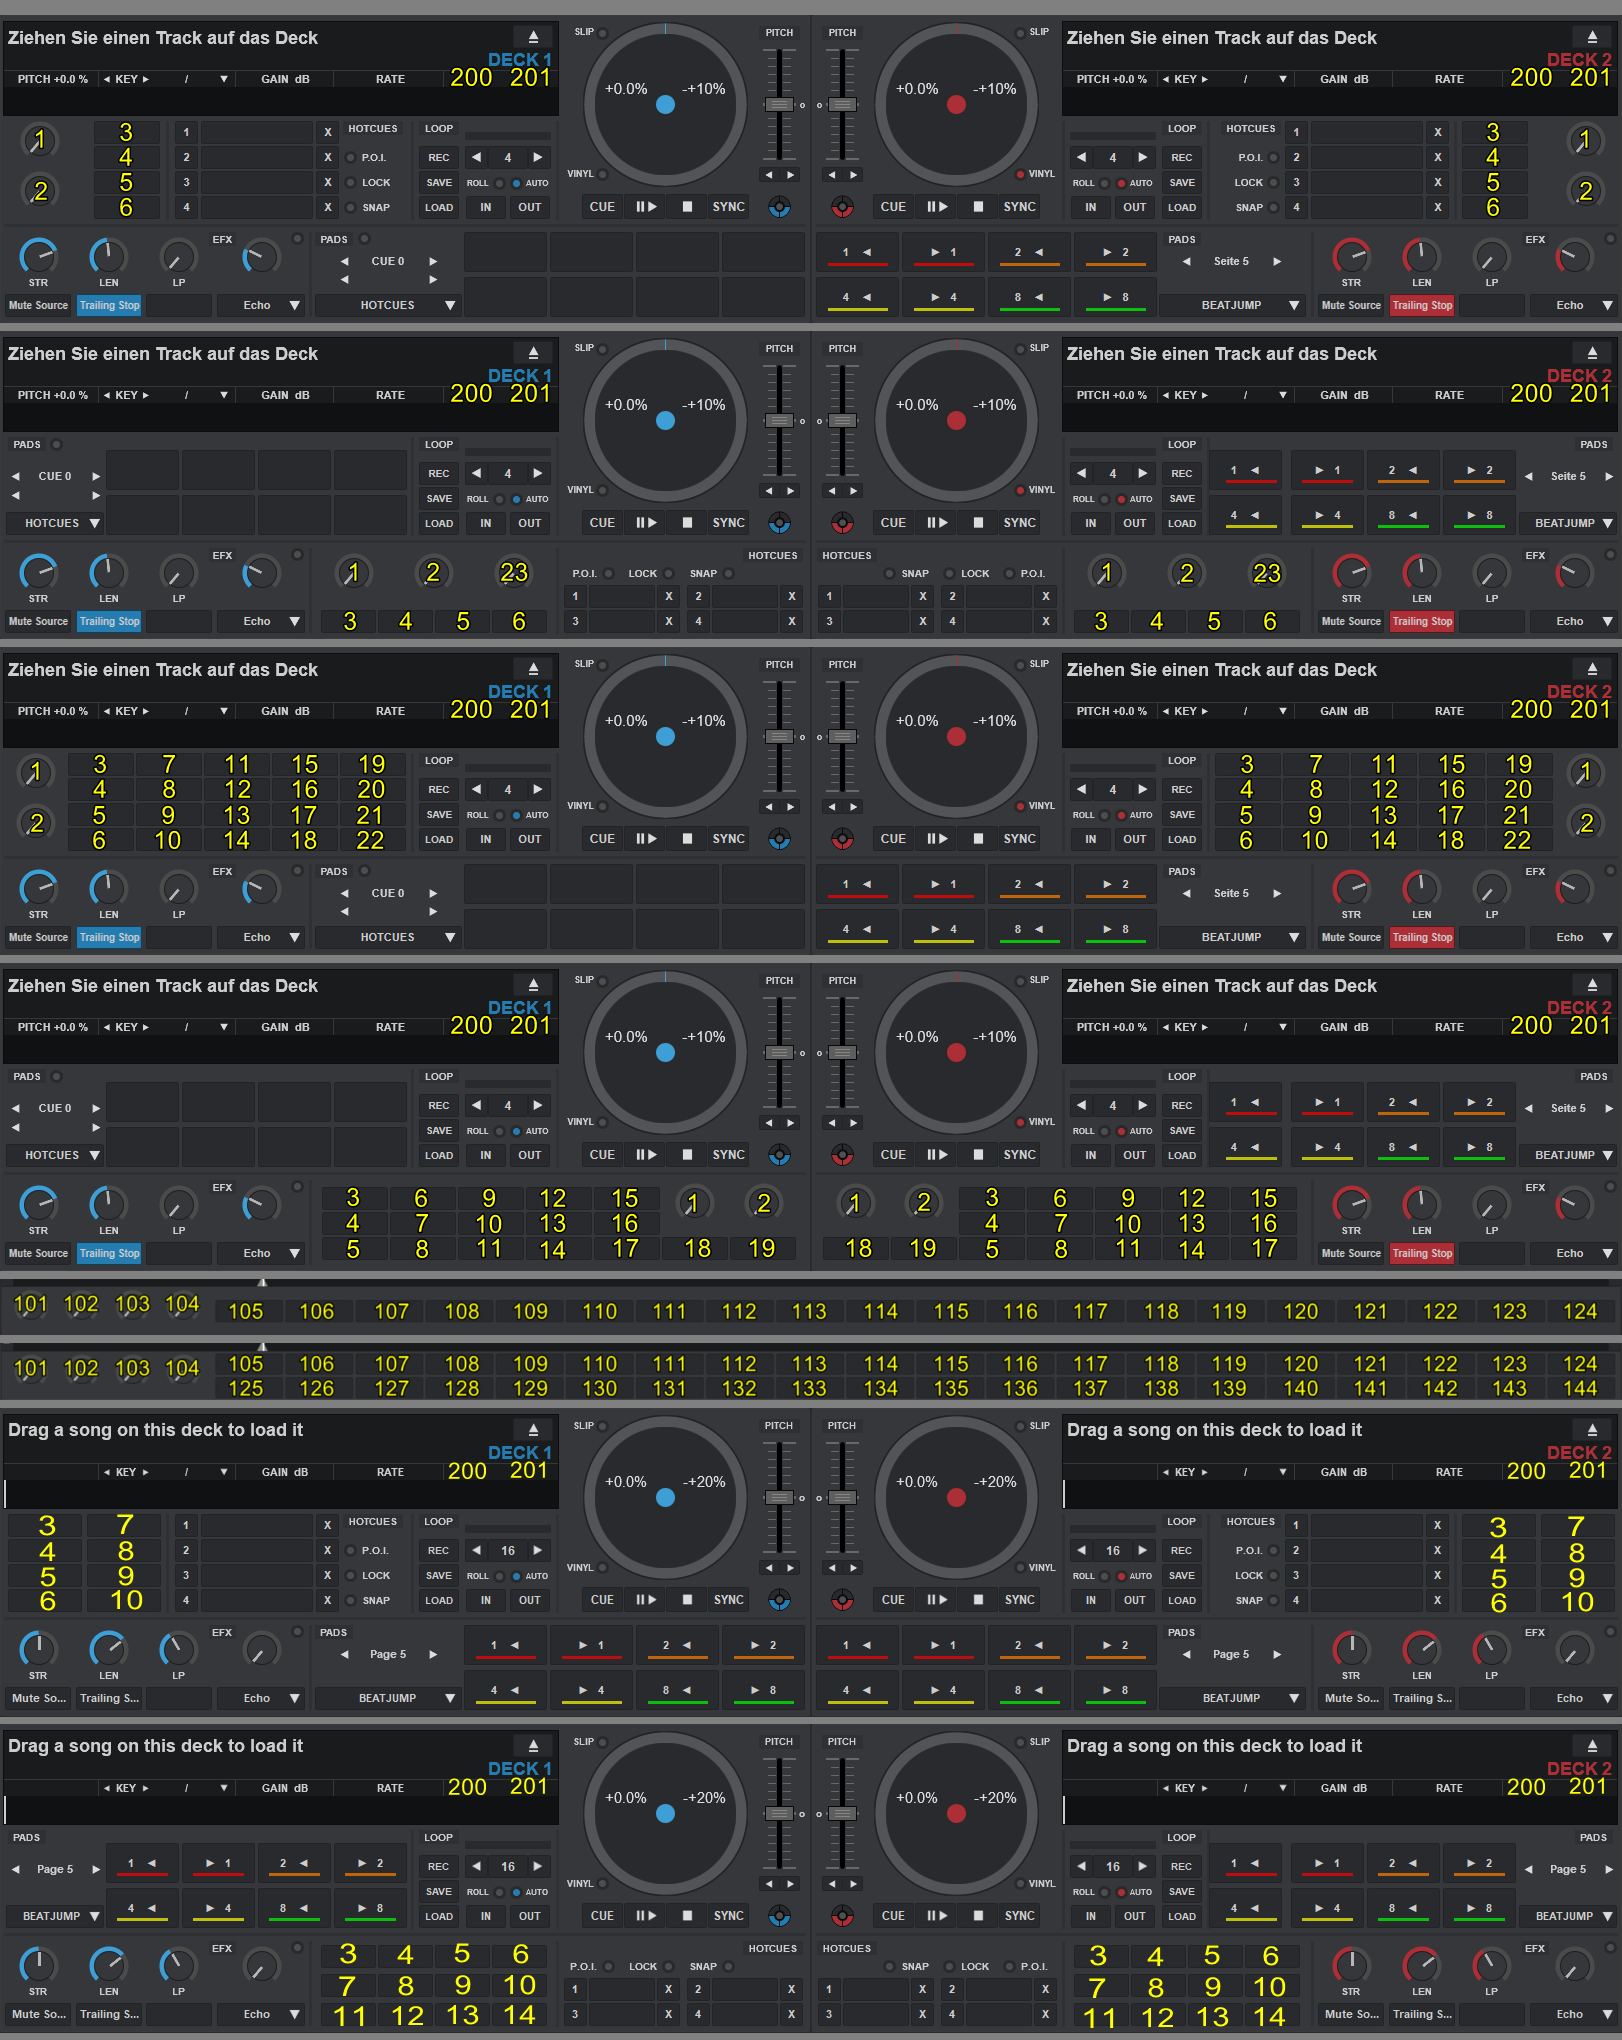 Ziehen Sie einen Track auf das Deck SLIP PITCH PITCH SLIP Ziehen Sie einen Track auf das Deck
DECK 1 DECK 2
PITCH +0.0 % ◄ KEY ► / ▼ GAIN dB RATE 200 201 +0.0% -+10% o o +0.0% -+10% PITCH +0.0 % ◄ KEY ► / ▼ GAIN dB RATE 200 201
1 3 1 X HOTCUES LOOP LOOP HOTCUES 1 X 3 1
4 2 X P.O.I. REC ◄ 4 ► ◄ 4 ► REC P.O.I. 2 X 4
2 5 3 X LOCK SAVE ROLL AUTO VINYL ◄ ► ◄ ► VINYL ROLL AUTO SAVE LOCK 3 X 5 2
6 4 X SNAP LOAD IN OUT CUE SYNC CUE SYNC IN OUT LOAD SNAP 4 X 6
EFX PADS 1 ◄ ► 1 2 ◄ ► 2 PADS EFX
STR LEN LP ◄ CUE 0 ► ◄ Seite 5 ► STR LEN LP
◄ ►
Mute Source Trailing Stop Echo ▼ HOTCUES ▼ 4 ◄ ► 4 8 ◄ ► 8 BEATJUMP ▼ Mute Source Trailing Stop Echo ▼
Ziehen Sie einen Track auf das Deck SLIP PITCH PITCH SLIP Ziehen Sie einen Track auf das Deck
DECK 1 DECK 2
PITCH +0.0 % ◄ KEY ► / ▼ GAIN dB RATE 200 201 +0.0% -+10% o o +0.0% -+10% PITCH +0.0 % ◄ KEY ► / ▼ GAIN dB RATE 200 201
PADS LOOP LOOP PADS
◄ CUE 0 ► REC ◄ 4 ► ◄ 4 ► REC 1 ◄ ► 1 2 ◄ ► 2 ◄ Seite 5 ►
◄ ► SAVE ROLL AUTO VINYL ◄ ► ◄ ► VINYL ROLL AUTO SAVE
HOTCUES ▼ LOAD IN OUT CUE SYNC CUE SYNC IN OUT LOAD 4 ◄ ► 4 8 ◄ ► 8 BEATJUMP ▼
EFX HOTCUES HOTCUES EFX
STR LEN LP 1 2 23 P.O.I. LOCK SNAP SNAP LOCK P.O.I. 1 2 23 STR LEN LP
1 X 2 X 1 X 2 X
Mute Source Trailing Stop Echo ▼ 3 4 5 6 3 X 4 X 3 X 4 X 3 4 5 6 Mute Source Trailing Stop Echo ▼
Ziehen Sie einen Track auf das Deck SLIP PITCH PITCH SLIP Ziehen Sie einen Track auf das Deck
DECK 1 DECK 2
PITCH +0.0 % ◄ KEY ► / ▼ GAIN dB RATE 200 201 +0.0% -+10% o o +0.0% -+10% PITCH +0.0 % ◄ KEY ► / ▼ GAIN dB RATE 200 201
1 3 7 11 15 19 LOOP LOOP 3 7 11 15 19 1
4 8 12 16 20 REC ◄ 4 ► ◄ 4 ► REC 4 8 12 16 20
2 5 9 13 17 21 SAVE ROLL AUTO VINYL ◄ ► ◄ ► VINYL ROLL AUTO SAVE 5 9 13 17 21 2
6 10 14 18 22 LOAD IN OUT CUE SYNC CUE SYNC IN OUT LOAD 6 10 14 18 22
EFX PADS 1 ◄ ► 1 2 ◄ ► 2 PADS EFX
STR LEN LP ◄ CUE 0 ► ◄ Seite 5 ► STR LEN LP
◄ ►
Mute Source Trailing Stop Echo ▼ HOTCUES ▼ 4 ◄ ► 4 8 ◄ ► 8 BEATJUMP ▼ Mute Source Trailing Stop Echo ▼
Ziehen Sie einen Track auf das Deck SLIP PITCH PITCH SLIP Ziehen Sie einen Track auf das Deck
DECK 1 DECK 2
PITCH +0.0 % ◄ KEY ► / ▼ GAIN dB RATE 200 201 +0.0% -+10% o o +0.0% -+10% PITCH +0.0 % ◄ KEY ► / ▼ GAIN dB RATE 200 201
PADS LOOP LOOP PADS
◄ CUE 0 ► REC ◄ 4 ► ◄ 4 ► REC 1 ◄ ► 1 2 ◄ ► 2 ◄ Seite 5 ►
◄ ► SAVE ROLL AUTO VINYL ◄ ► ◄ ► VINYL ROLL AUTO SAVE
HOTCUES ▼ LOAD IN OUT CUE SYNC CUE SYNC IN OUT LOAD 4 ◄ ► 4 8 ◄ ► 8 BEATJUMP ▼
EFX 3 6 9 12 15 1 2 1 2 3 6 9 12 15 EFX
STR LEN LP 4 7 10 13 16 4 7 10 13 16 STR LEN LP
Mute Source Trailing Stop Echo ▼ 5 8 11 14 17 18 19 18 19 5 8 11 14 17 Mute Source Trailing Stop Echo ▼
101 102 103 104 105 106 107 108 109 110 111 112 113 114 115 116 117 118 119 120 121 122 123 124
101 102 103 104 105 106 107 108 109 110 111 112 113 114 115 116 117 118 119 120 121 122 123 124
125 126 127 128 129 130 131 132 133 134 135 136 137 138 139 140 141 142 143 144
Drag a song on this deck to load it SLIP PITCH PITCH SLIP Drag a song on this deck to load it
DECK 1 DECK 2
◄ KEY ► / ▼ GAIN dB RATE 200 201 +0.0% -+20% o o +0.0% -+20% ◄ KEY ► / ▼ GAIN dB RATE 200 201
3 7 1 X HOTCUES LOOP LOOP HOTCUES 1 X 3 7
4 8 2 X P.O.I. REC ◄ 16 ► ◄ 16 ► REC P.O.I. 2 X 4 8
5 9 3 X LOCK SAVE ROLL AUTO VINYL ◄ ► ◄ ► VINYL ROLL AUTO SAVE LOCK 3 X 5 9
6 10 4 X SNAP LOAD IN OUT CUE SYNC CUE SYNC IN OUT LOAD SNAP 4 X 6 10
EFX PADS 1 ◄ ► 1 2 ◄ ► 2 1 ◄ ► 1 2 ◄ ► 2 PADS EFX
STR LEN LP ◄ Page 5 ► ◄ Page 5 ► STR LEN LP
Mute So... Trailing S... Echo ▼ BEATJUMP ▼ 4 ◄ ► 4 8 ◄ ► 8 4 ◄ ► 4 8 ◄ ► 8 BEATJUMP ▼ Mute So... Trailing S... Echo ▼
Drag a song on this deck to load it SLIP PITCH PITCH SLIP Drag a song on this deck to load it
DECK 1 DECK 2
◄ KEY ► / ▼ GAIN dB RATE 200 201 +0.0% -+20% o o +0.0% -+20% ◄ KEY ► / ▼ GAIN dB RATE 200 201
PADS LOOP LOOP PADS
◄ Page 5 ► 1 ◄ ► 1 2 ◄ ► 2 REC ◄ 16 ► ◄ 16 ► REC 1 ◄ ► 1 2 ◄ ► 2 ◄ Page 5 ►
SAVE ROLL AUTO VINYL ◄ ► ◄ ► VINYL ROLL AUTO SAVE
BEATJUMP ▼ 4 ◄ ► 4 8 ◄ ► 8 LOAD IN OUT CUE SYNC CUE SYNC IN OUT LOAD 4 ◄ ► 4 8 ◄ ► 8 BEATJUMP ▼
EFX 3 4 5 6 HOTCUES HOTCUES 3 4 5 6 EFX
P.O.I. LOCK SNAP SNAP LOCK P.O.I.
STR LEN LP 7 8 9 10 1 X 2 X 1 X 2 X 7 8 9 10 STR LEN LP
Mute So... Trailing S... Echo ▼ 11 12 13 14 3 X 4 X 3 X 4 X 11 12 13 14 Mute So... Trailing S... Echo ▼